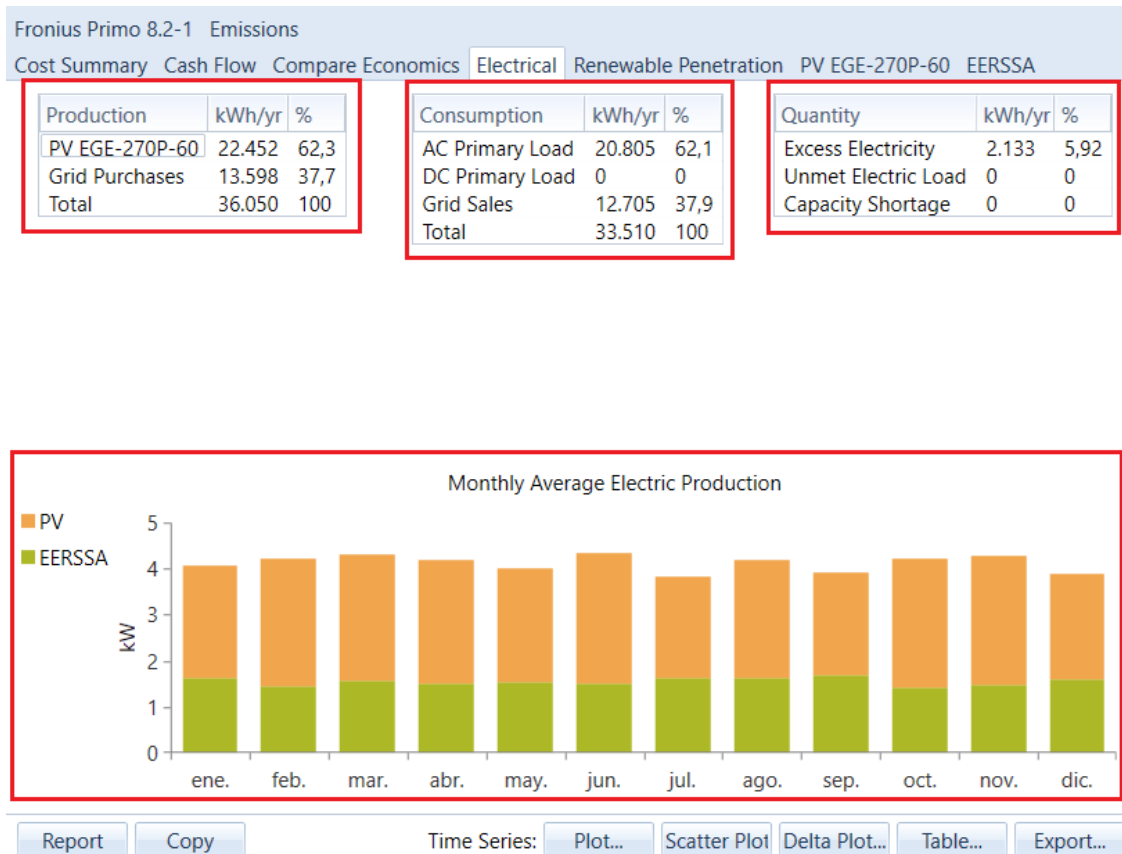 Fronius Primo 8.2-1 Emissions
Cost Summary Cash Flow Compare Economics Electrical Renewable Penetration PV EGE-270P-60 EERSSA
Production kWh/yr %
PV EGE-270P-60 22.452 62,3
Grid Purchases 13.598 37,7
Total 36.050 100
Consumption kWh/yr %
AC Primary Load 20.805 62,1
DC Primary Load 0 0
Grid Sales 12.705 37,9
Total 33.510 100
Quantity kWh/yr %
Excess Electricity 2.133 5,92
Unmet Electric Load 0 0
Capacity Shortage 0 0
Monthly Average Electric Production
PV
EERSSA
kW
5
4
3
2
1
0
ene. feb. mar. abr. may. jun. jul. ago. sep. oct. nov. dic.
Report Copy Time Series: Plot... Scatter Plot Delta Plot... Table... Export...